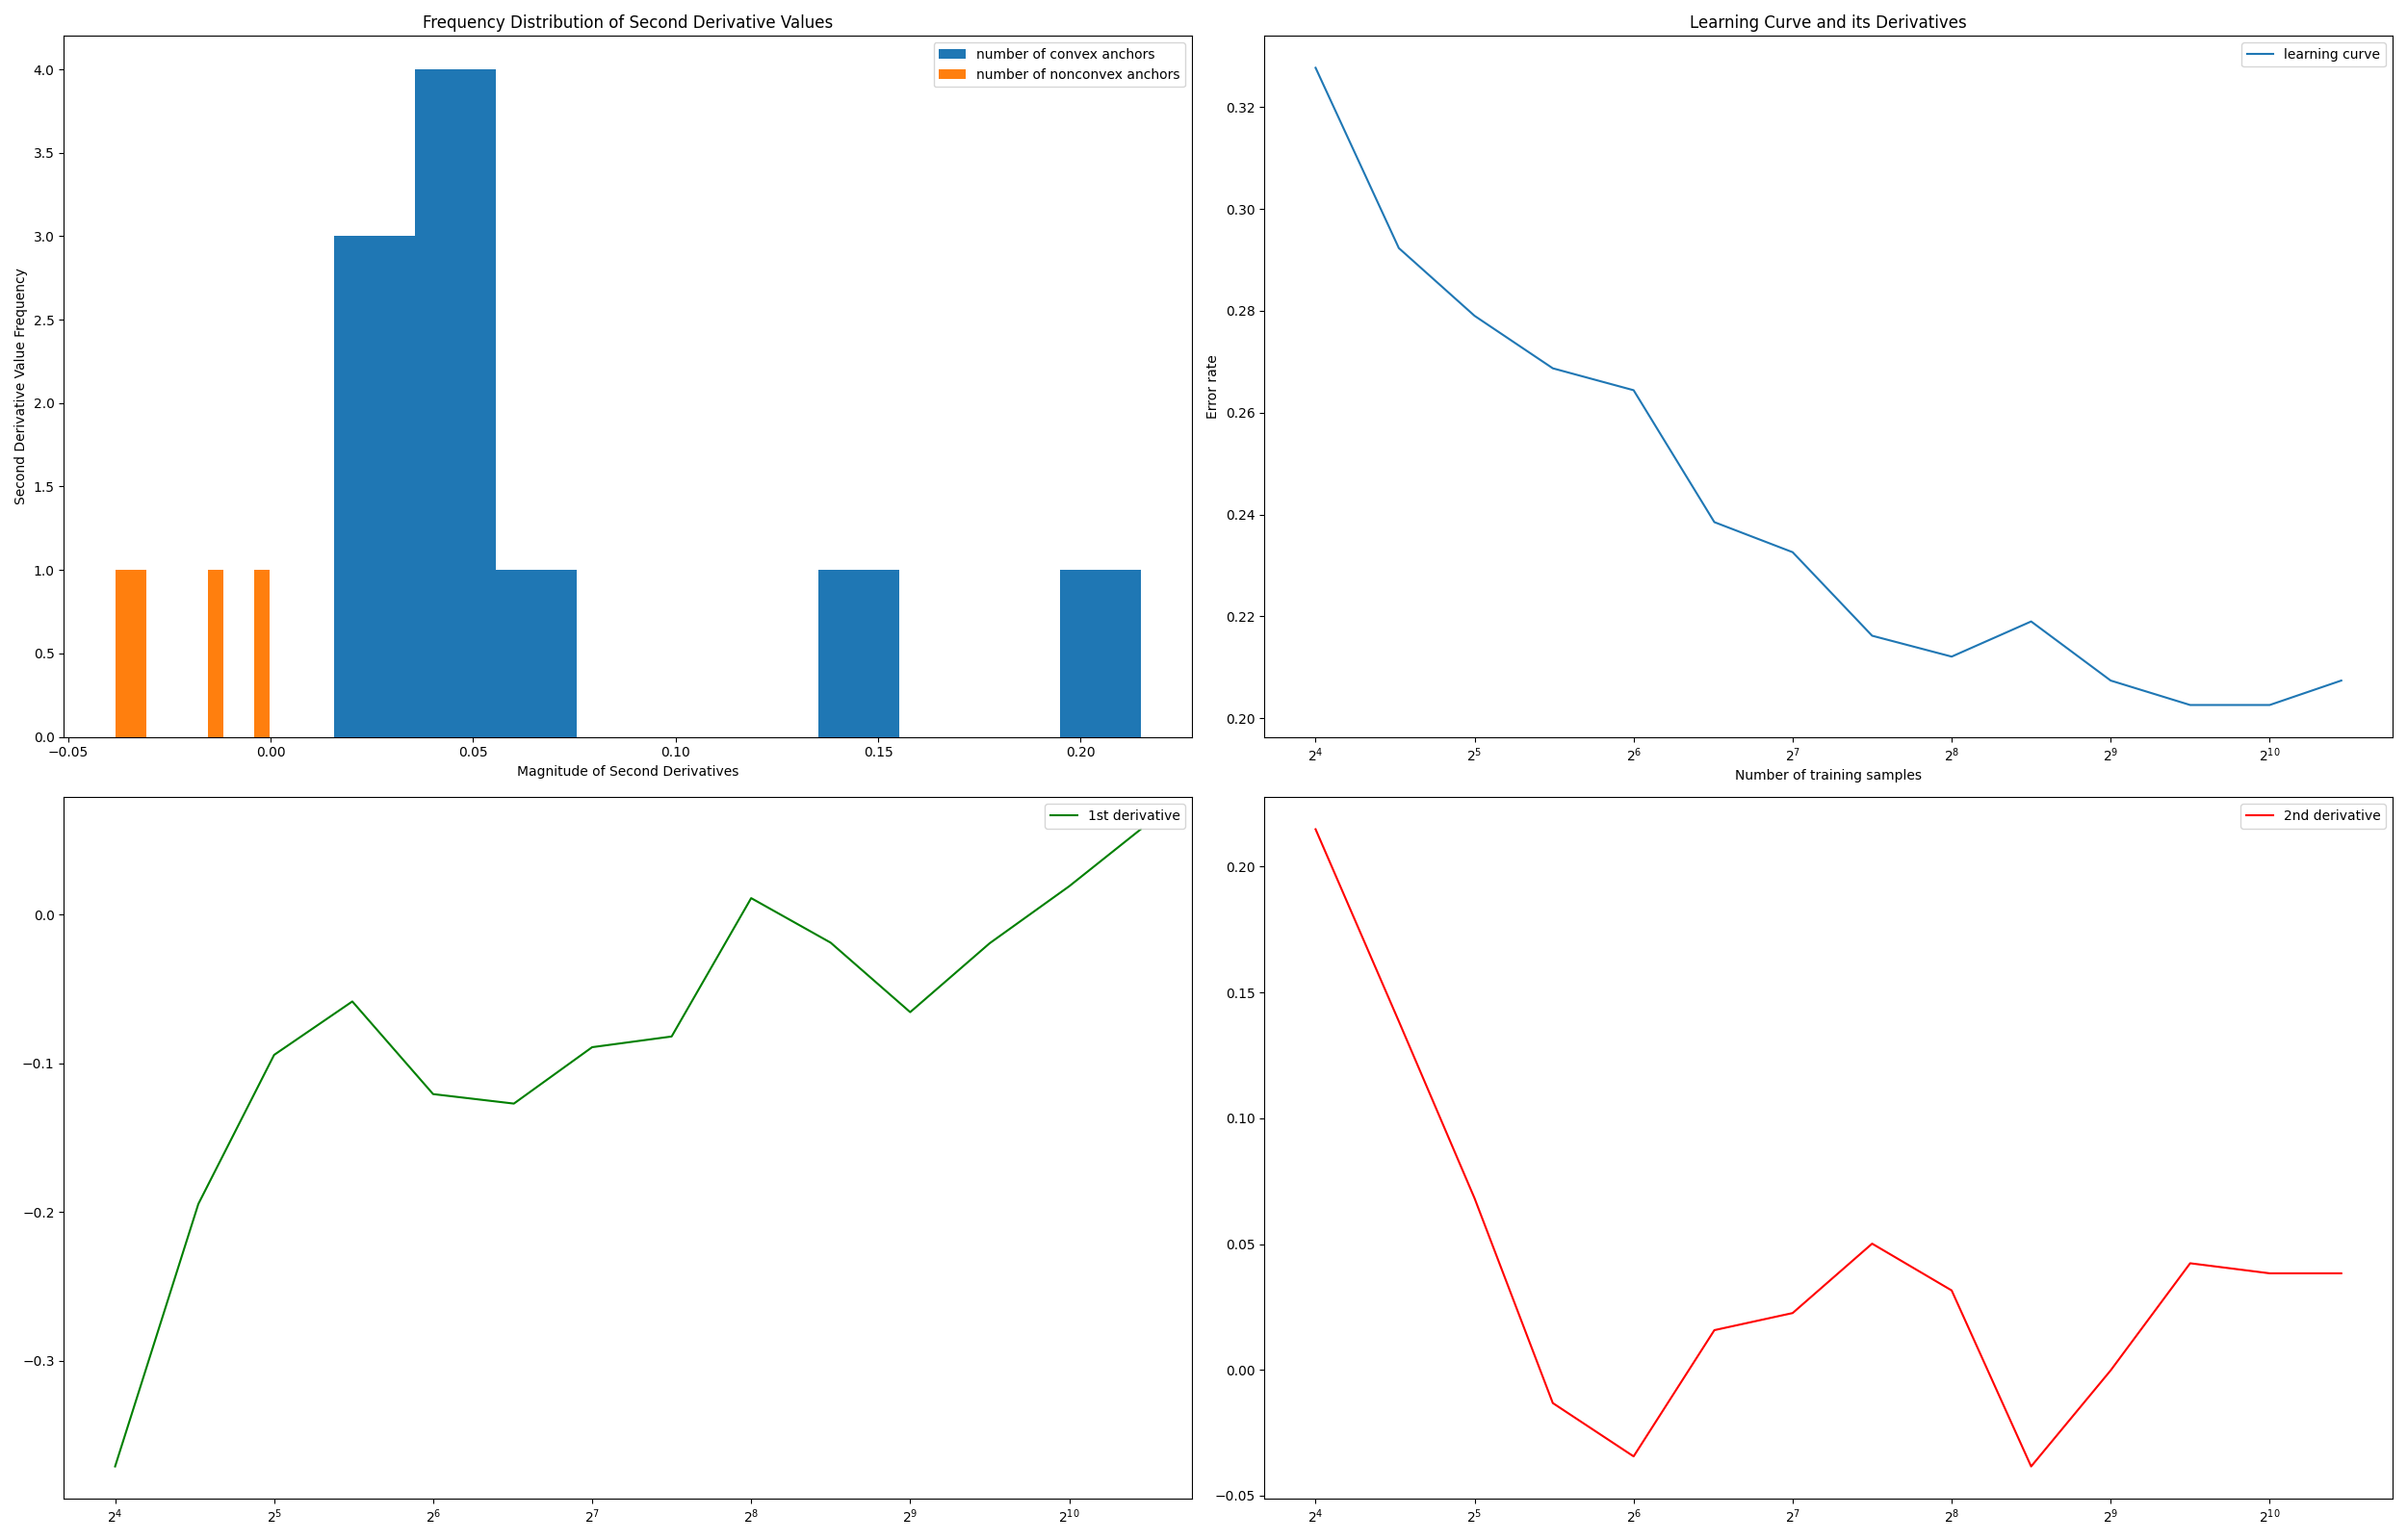 Frequency Distribution of Second Derivative Values
number of convex anchors
number of nonconvex anchors
4.0
3.5
3.0
2.5
2.0
1.5
1.0
0.5
0.0
Second Derivative Value Frequency
−0.05 0.00 0.05 0.10 0.15 0.20
Magnitude of Second Derivatives
Learning Curve and its Derivatives
learning curve
0.32
0.30
0.28
0.26
0.24
0.22
0.20
Error rate
2⁴ 2⁵ 2⁶ 2⁷ 2⁸ 2⁹ 2¹⁰
Number of training samples
1st derivative
0.0
−0.1
−0.2
−0.3
2⁴ 2⁵ 2⁶ 2⁷ 2⁸ 2⁹ 2¹⁰
2nd derivative
0.20
0.15
0.10
0.05
0.00
−0.05
2⁴ 2⁵ 2⁶ 2⁷ 2⁸ 2⁹ 2¹⁰